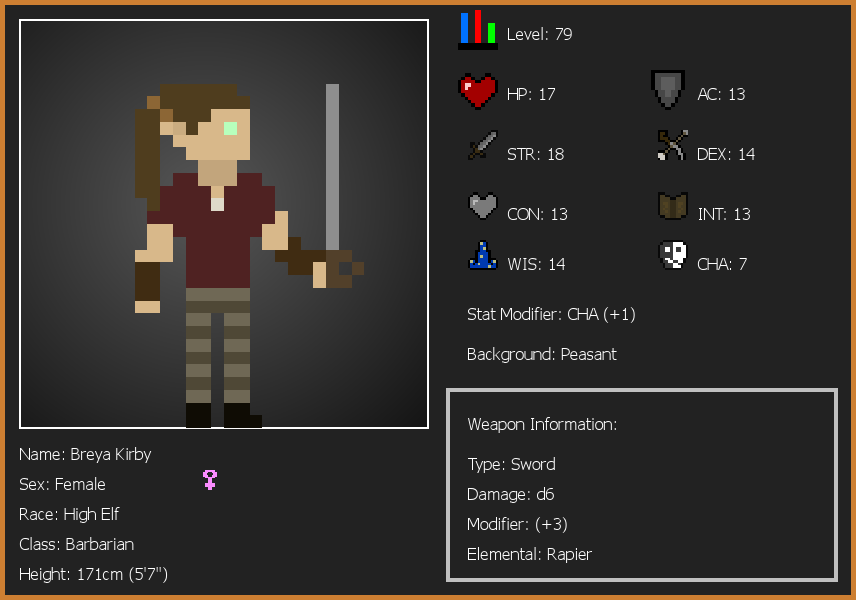 Level: 79
HP: 17
AC: 13
STR: 18
DEX: 14
CON: 13
INT: 13
WIS: 14
CHA: 7
Stat Modifier: CHA (+1)
Background: Peasant
Weapon Information:
Type: Sword
Damage: d6
Modifier: (+3)
Elemental: Rapier
Name: Breya Kirby
Sex: Female
Race: High Elf
Class: Barbarian
Height: 171cm (5'7")